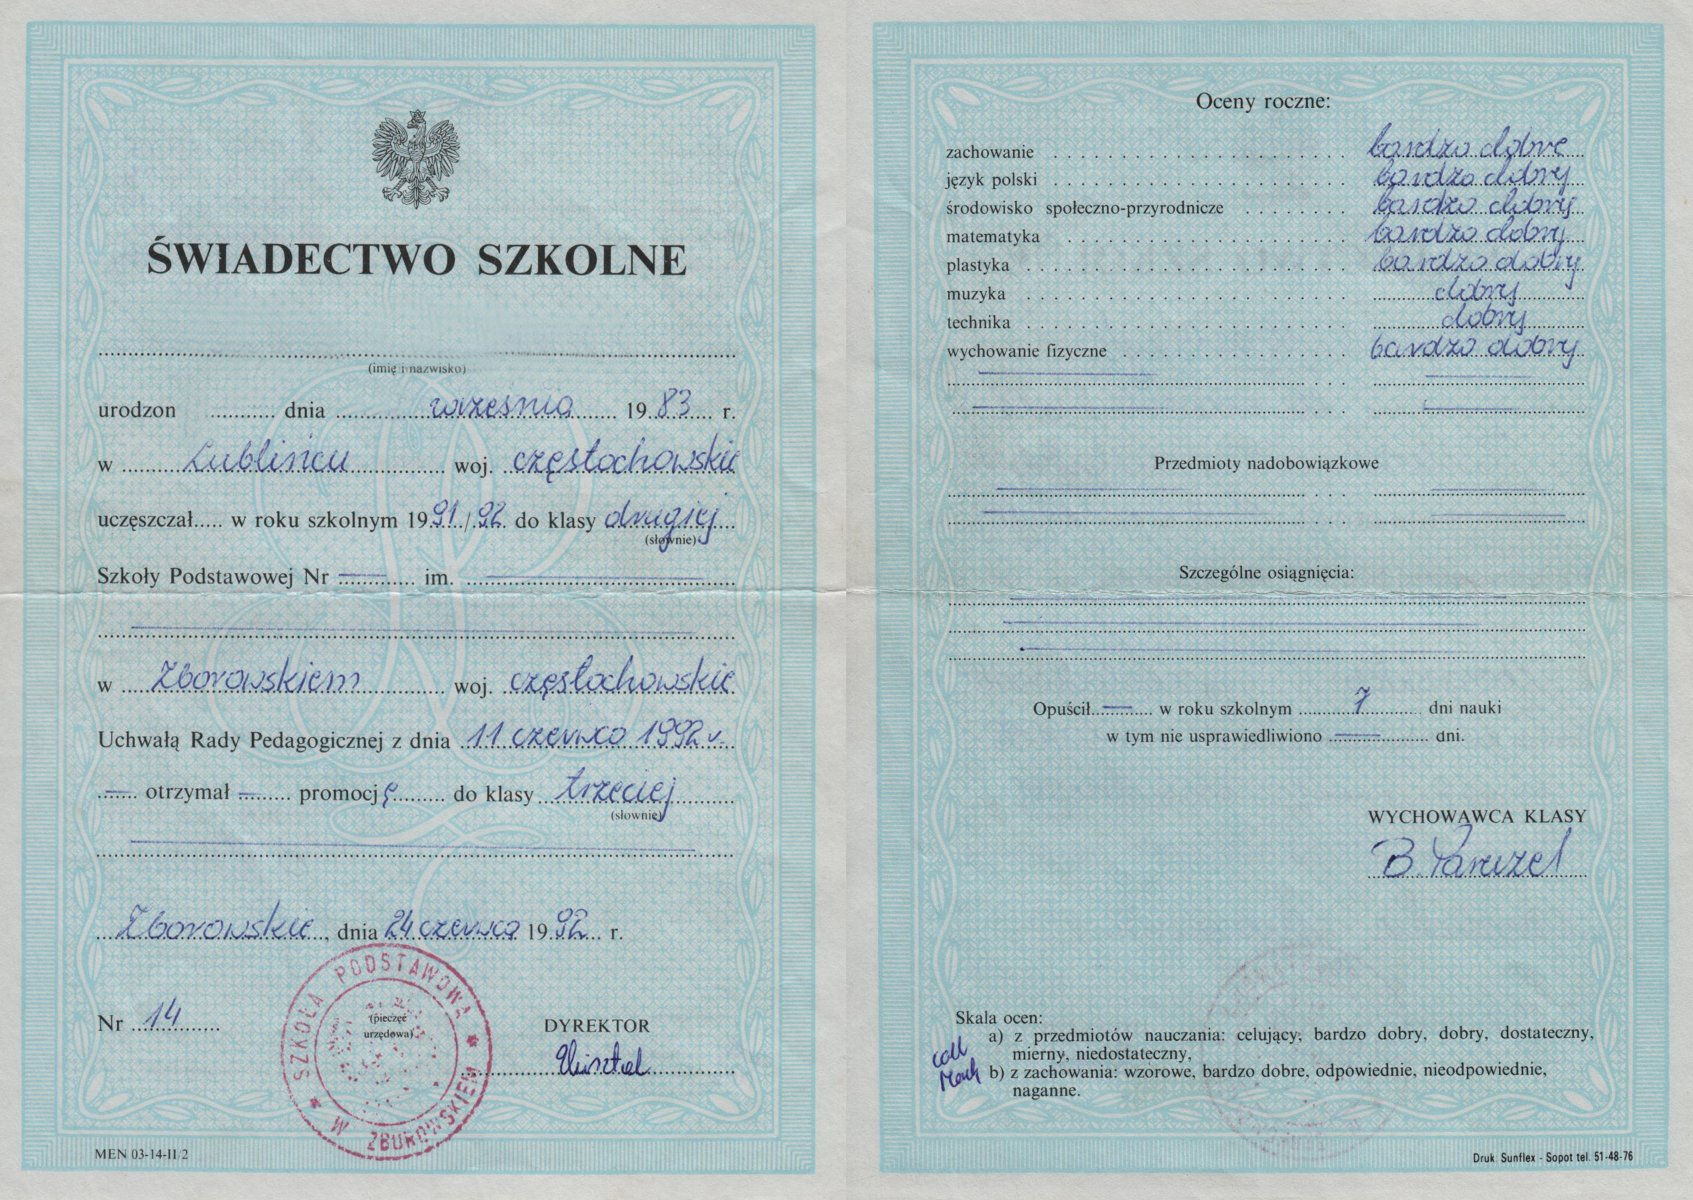 ŚWIADECTWO SZKOLNE
(imię i nazwisko)
urodzon dnia września 1983 r.
w Lublińcu woj. częstochowskie
uczęszczał..... w roku szkolnym 1991/92 do klasy drugiej
(słownie)
Szkoły Podstawowej Nr — im. —
w Zborowskiem woj. częstochowskie
Uchwałą Rady Pedagogicznej z dnia 11 czerwca 1992 r.
— otrzymał — promocję do klasy trzeciej
(słownie)
Zborowskie, dnia 24 czerwca 1992 r.
Nr 14
(pieczęć
urzędowa)
SZKOŁA PODSTAWOWA * W ZBOROWSKIEM *
DYREKTOR
MEN 03-14-II/2
Oceny roczne:
zachowanie bardzo dobre
język polski bardzo dobry
środowisko społeczno-przyrodnicze bardzo dobry
matematyka bardzo dobry
plastyka bardzo dobry
muzyka dobry
technika dobry
wychowanie fizyczne bardzo dobry
Przedmioty nadobowiązkowe
Szczególne osiągnięcia:
Opuścił — w roku szkolnym 7 dni nauki
w tym nie usprawiedliwiono — dni.
WYCHOWAWCA KLASY
B.
Skala ocen:
a) z przedmiotów nauczania: celujący, bardzo dobry, dobry, dostateczny,
mierny, niedostateczny,
b) z zachowania: wzorowe, bardzo dobre, odpowiednie, nieodpowiednie,
naganne.
Druk: Sunflex - Sopot tel. 51-48-76